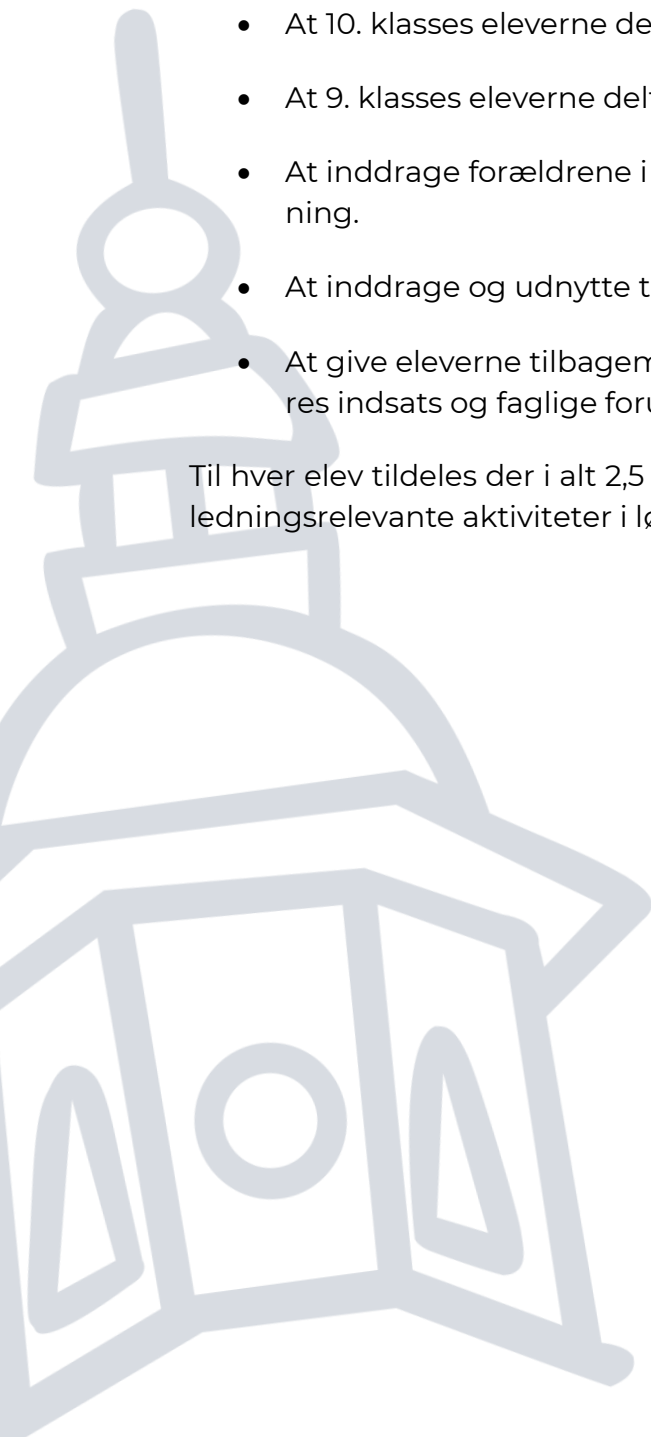 At 10. klasses eleverne de
At 9. klasses eleverne del
At inddrage forældrene i
ning.
At inddrage og udnytte t
At give eleverne tilbagem
res indsats og faglige foru
Til hver elev tildeles der i alt 2,5
ledningsrelevante aktiviteter i lø